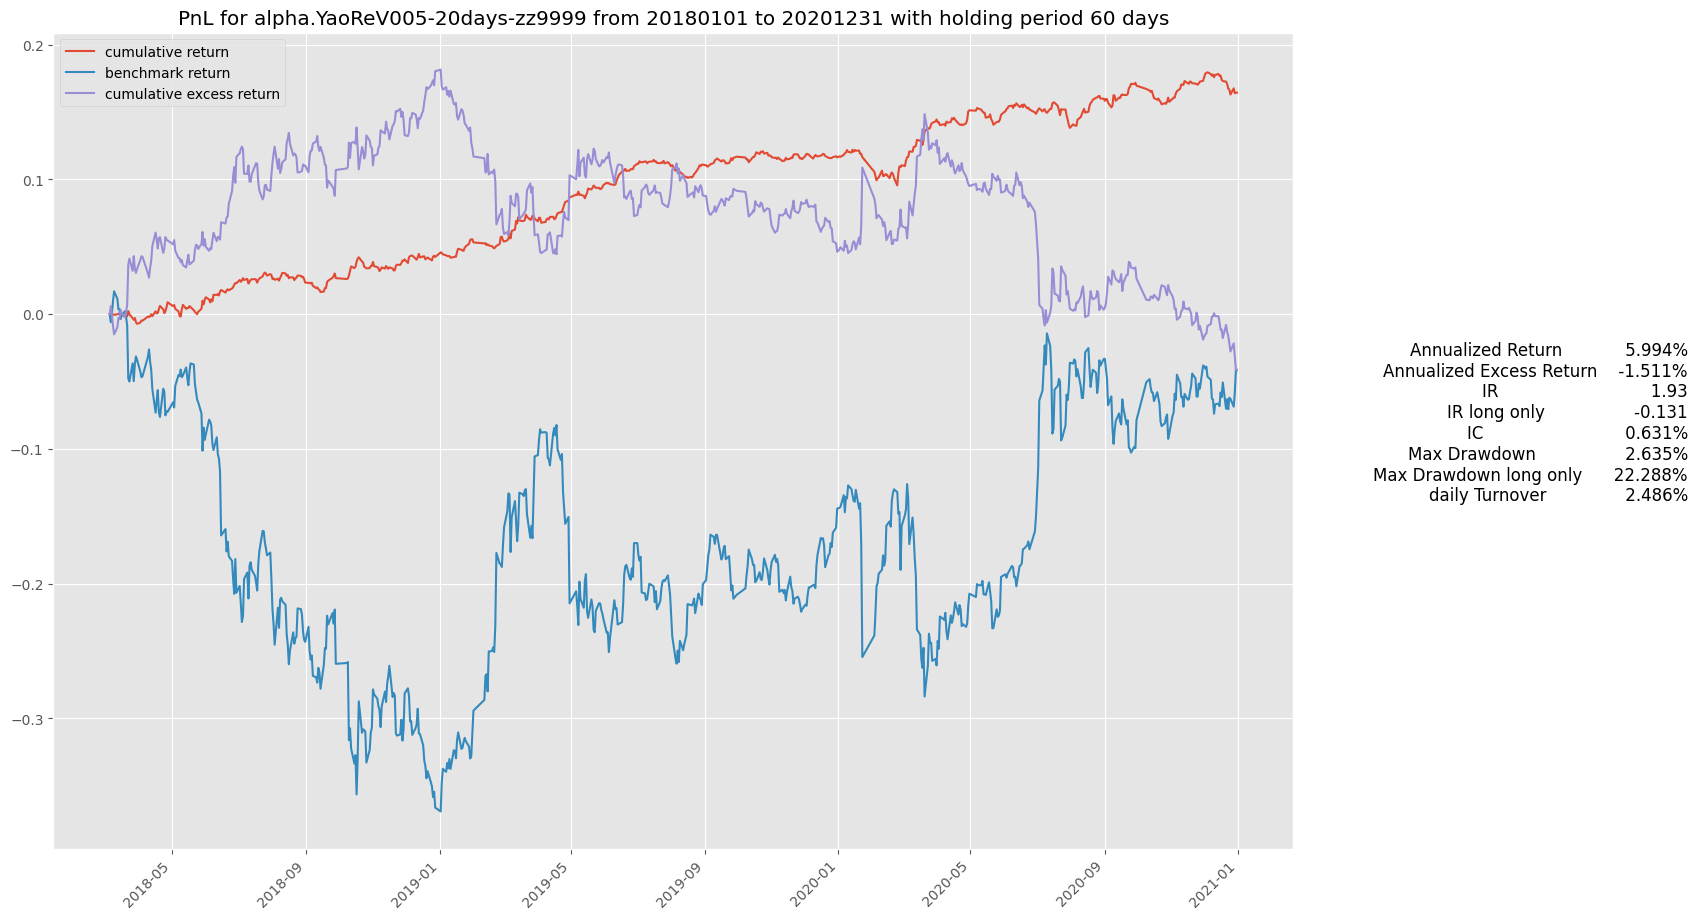 PnL for alpha.YaoReV005-20days-zz9999 from 20180101 to 20201231 with holding period 60 days
cumulative return
benchmark return
cumulative excess return
0.2
0.1
0.0
−0.1
−0.2
−0.3
2018-05
2018-09
2019-01
2019-05
2019-09
2020-01
2020-05
2020-09
2021-01
Annualized Return 5.994%
Annualized Excess Return -1.511%
IR 1.93
IR long only -0.131
IC 0.631%
Max Drawdown 2.635%
Max Drawdown long only 22.288%
daily Turnover 2.486%